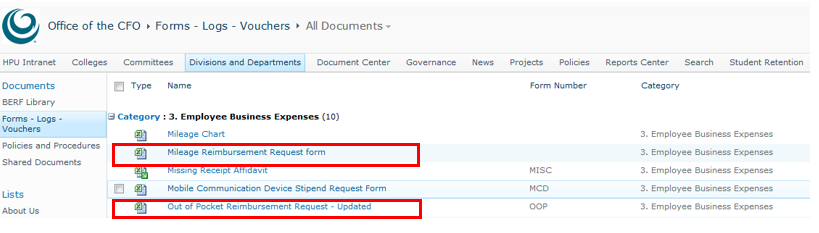 Office of the CFO ▸ Forms - Logs - Vouchers ▸ All Documents
HPU Intranet Colleges Committees Divisions and Departments Document Center Governance News Projects Policies Reports Center Search Student Retention
Documents
BERF Library
Forms - Logs -
Vouchers
Policies and Procedures
Shared Documents
Lists
About Us
Type Name Form Number Category
Category : 3. Employee Business Expenses (10)
Mileage Chart 3. Employee Business Expenses
Mileage Reimbursement Request form 3. Employee Business Expenses
Missing Receipt Affidavit MISC 3. Employee Business Expenses
Mobile Communication Device Stipend Request Form MCD 3. Employee Business Expenses
Out of Pocket Reimbursement Request - Updated OOP 3. Employee Business Expenses